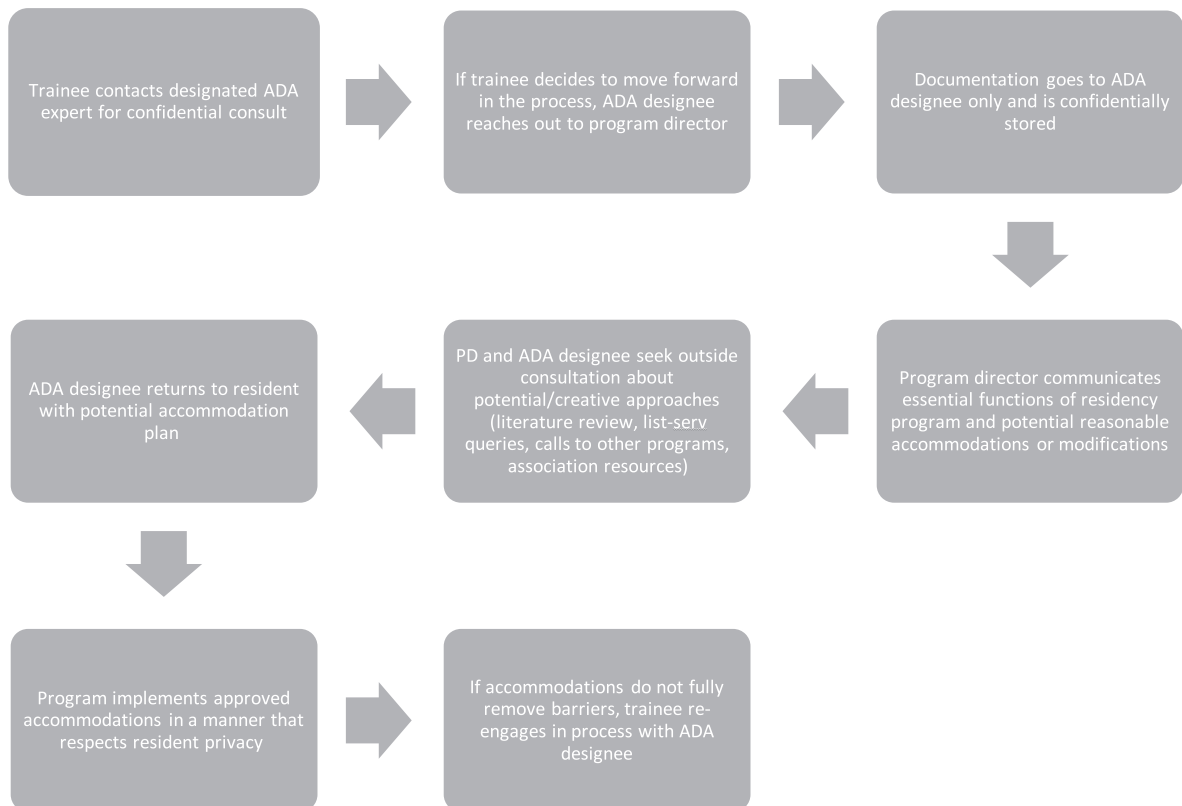 Trainee contacts designated ADA
expert for confidential consult
If trainee decides to move forward
in the process, ADA designee
reaches out to program director
Documentation goes to ADA
designee only and is confidentially
stored
Program director communicates
essential functions of residency
program and potential reasonable
accommodations or modifications
PD and ADA designee seek outside
consultation about
potential/creative approaches
(literature review, list-serv
queries, calls to other programs,
association resources)
ADA designee returns to resident
with potential accommodation
plan
Program implements approved
accommodations in a manner that
respects resident privacy
If accommodations do not fully
remove barriers, trainee re-
engages in process with ADA
designee